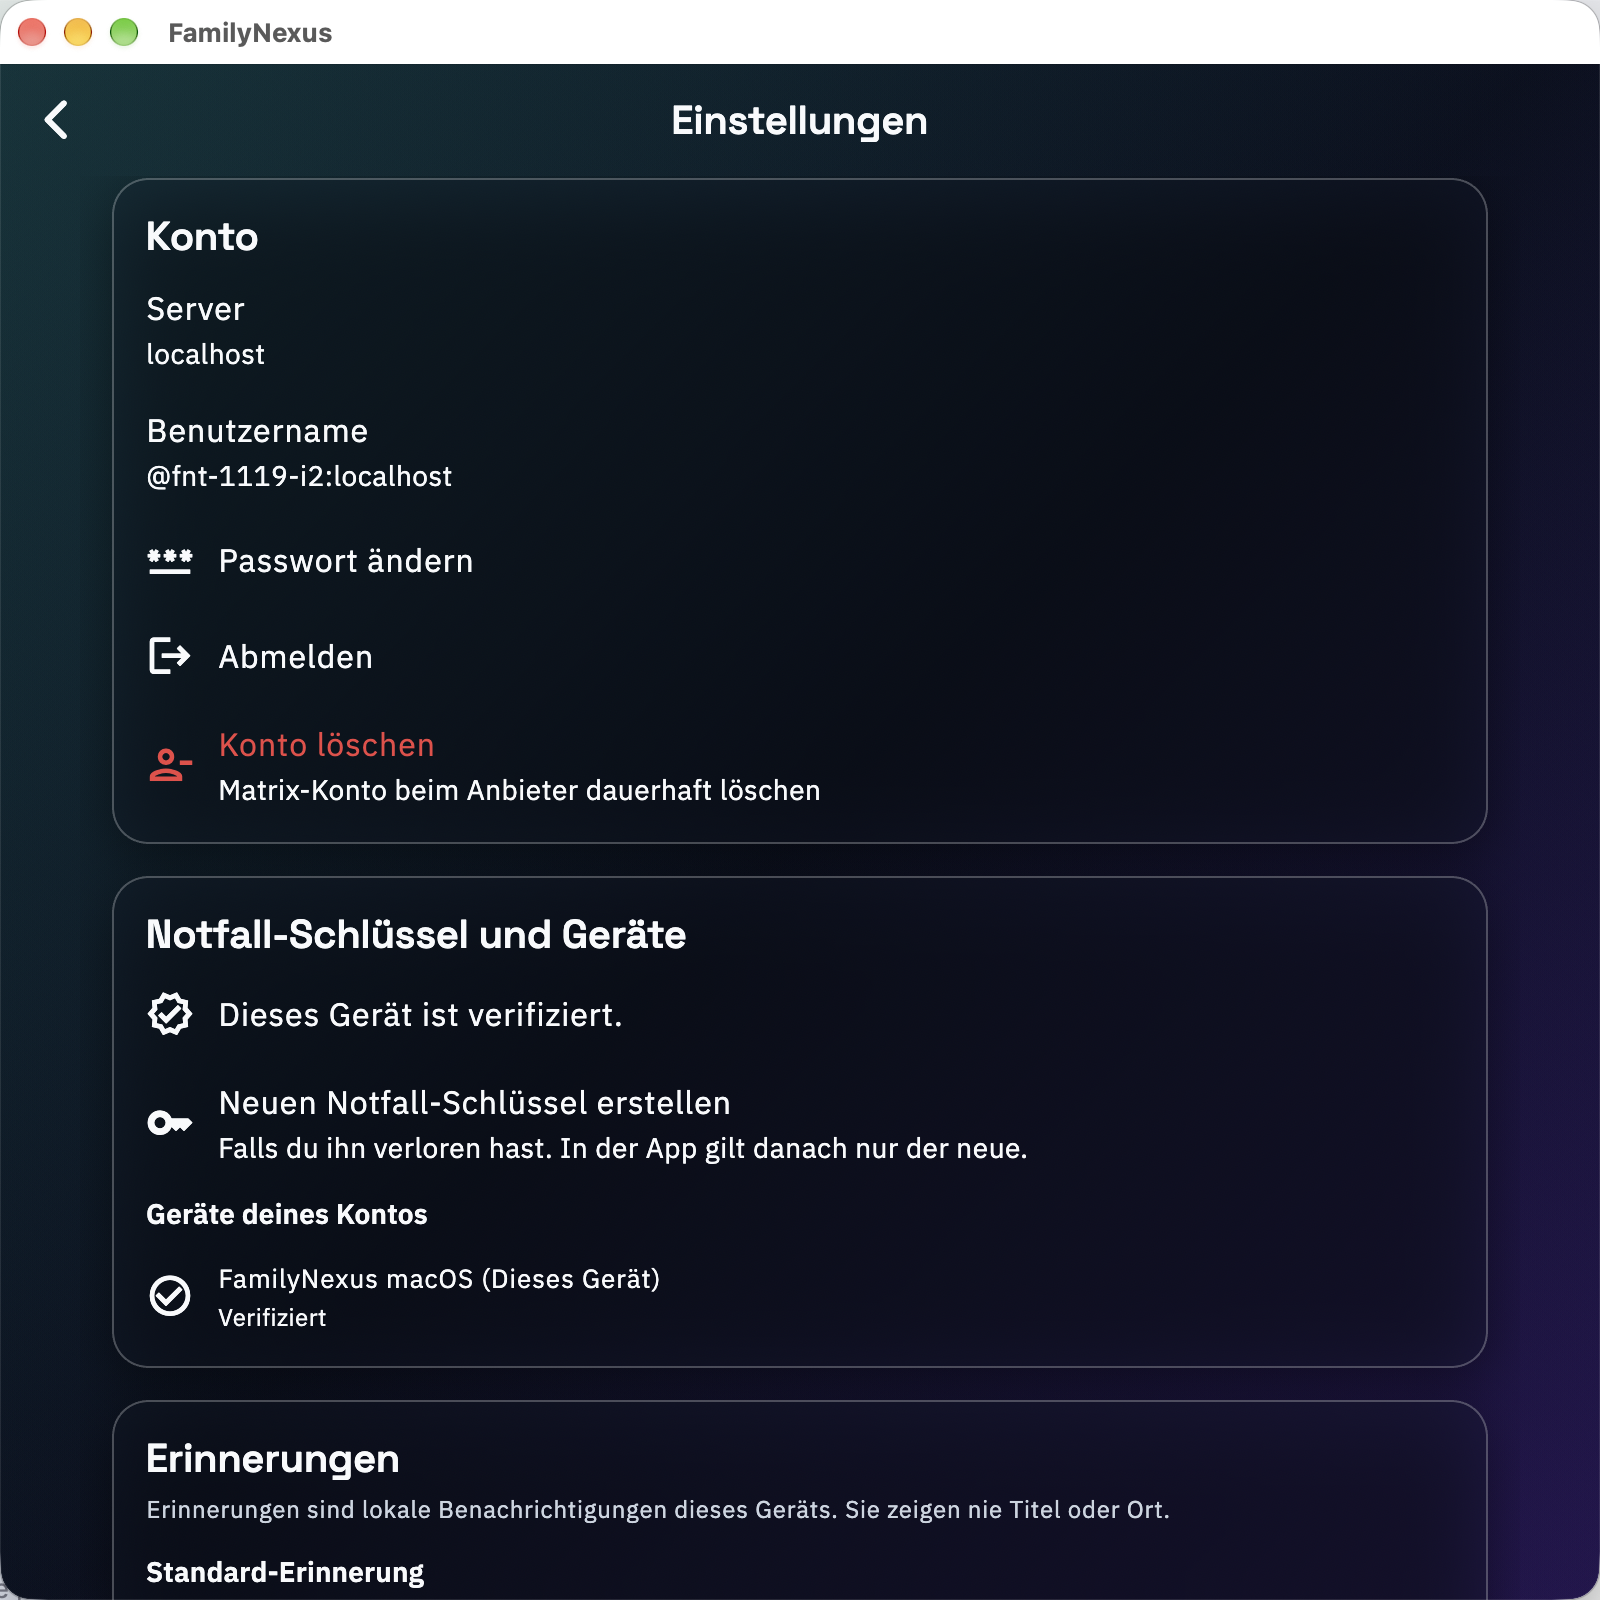 FamilyNexus
Einstellungen
Konto
Server
localhost
Benutzername
@fnt-1119-i2:localhost
Passwort ändern
Abmelden
Konto löschen
Matrix-Konto beim Anbieter dauerhaft löschen
Notfall-Schlüssel und Geräte
Dieses Gerät ist verifiziert.
Neuen Notfall-Schlüssel erstellen
Falls du ihn verloren hast. In der App gilt danach nur der neue.
Geräte deines Kontos
FamilyNexus macOS (Dieses Gerät)
Verifiziert
Erinnerungen
Erinnerungen sind lokale Benachrichtigungen dieses Geräts. Sie zeigen nie Titel oder Ort.
Standard-Erinnerung